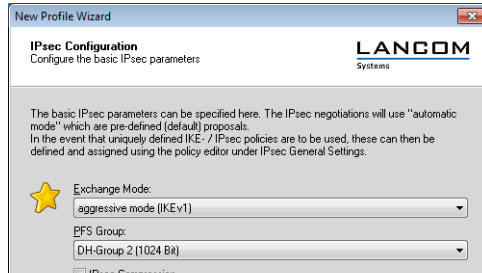 New Profile Wizard
IPsec Configuration
Configure the basic IPsec parameters
LANCOM
Systems
The basic IPsec parameters can be specified here. The IPsec negotiations will use "automatic
mode" which are pre-defined (default) proposals.
In the event that uniquely defined IKE- / IPsec policies are to be used, these can then be
defined and assigned using the policy editor under IPsec General Settings.
Exchange Mode:
aggressive mode (IKEv1)
PFS Group:
DH-Group 2 (1024 Bit)
IPsec Compression